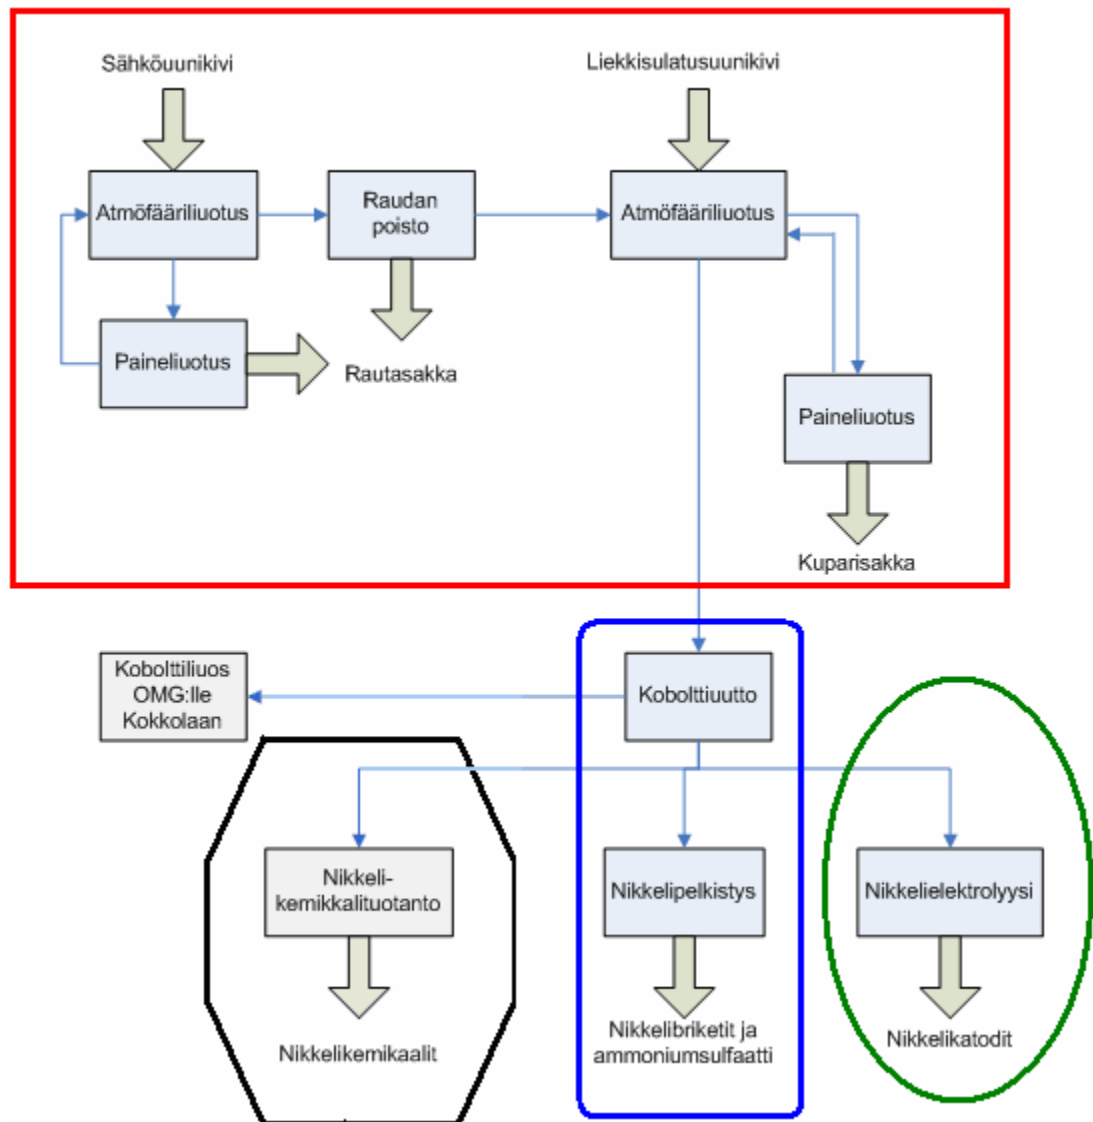 Sähköuunikivi
Liekkisulatusuunikivi
Atmöfääriliuotus
Raudan
poisto
Atmöfääriliuotus
Paineliuotus
Rautasakka
Paineliuotus
Kuparisakka
Kobolttiliuos
OMG:lle
Kokkolaan
Kobolttiuutto
Nikkeli-
kemikkalituotanto
Nikkelipelkistys
Nikkelielektrolyysi
Nikkelikemikaalit
Nikkelibriketit ja
ammoniumsulfaatti
Nikkelikatodit